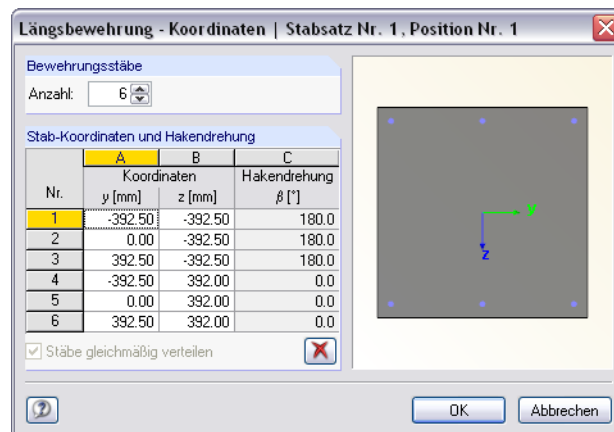 Längsbewehrung - Koordinaten | Stabsatz Nr. 1, Position Nr. 1
Bewehrungsstäbe
Anzahl: 6
Stab-Koordinaten und Hakendrehung
A B C
Koordinaten Hakendrehung
Nr. y [mm] z [mm] β [°]
1 -392.50 -392.50 180.0
2 0.00 -392.50 180.0
3 392.50 -392.50 180.0
4 -392.50 392.00 0.0
5 0.00 392.00 0.0
6 392.50 392.00 0.0
Stäbe gleichmäßig verteilen
y
z
OK Abbrechen